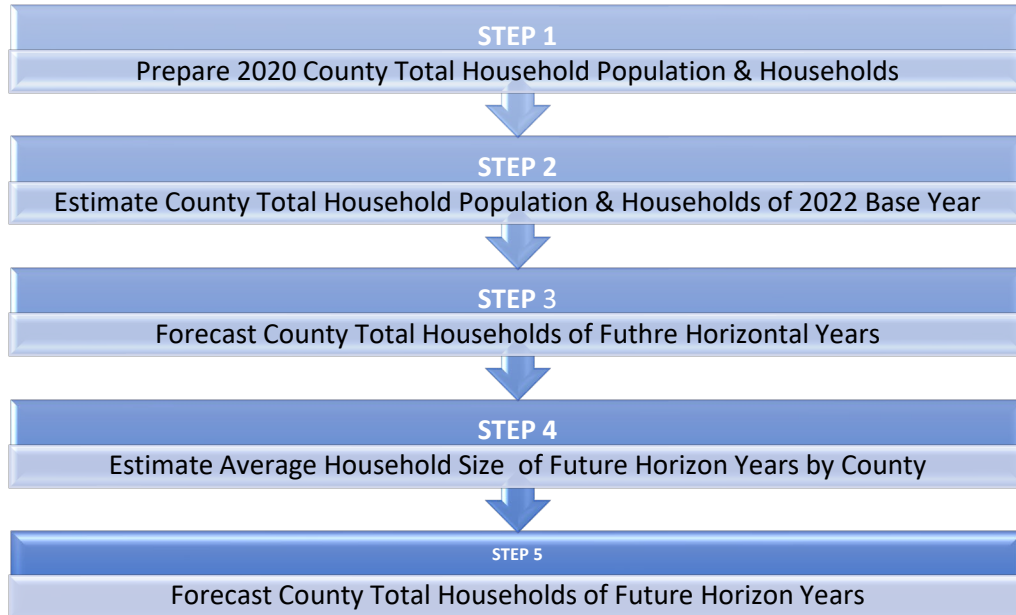 STEP 1
Prepare 2020 County Total Household Population & Households
STEP 2
Estimate County Total Household Population & Households of 2022 Base Year
STEP 3
Forecast County Total Households of Futhre Horizontal Years
STEP 4
Estimate Average Household Size of Future Horizon Years by County
STEP 5
Forecast County Total Households of Future Horizon Years